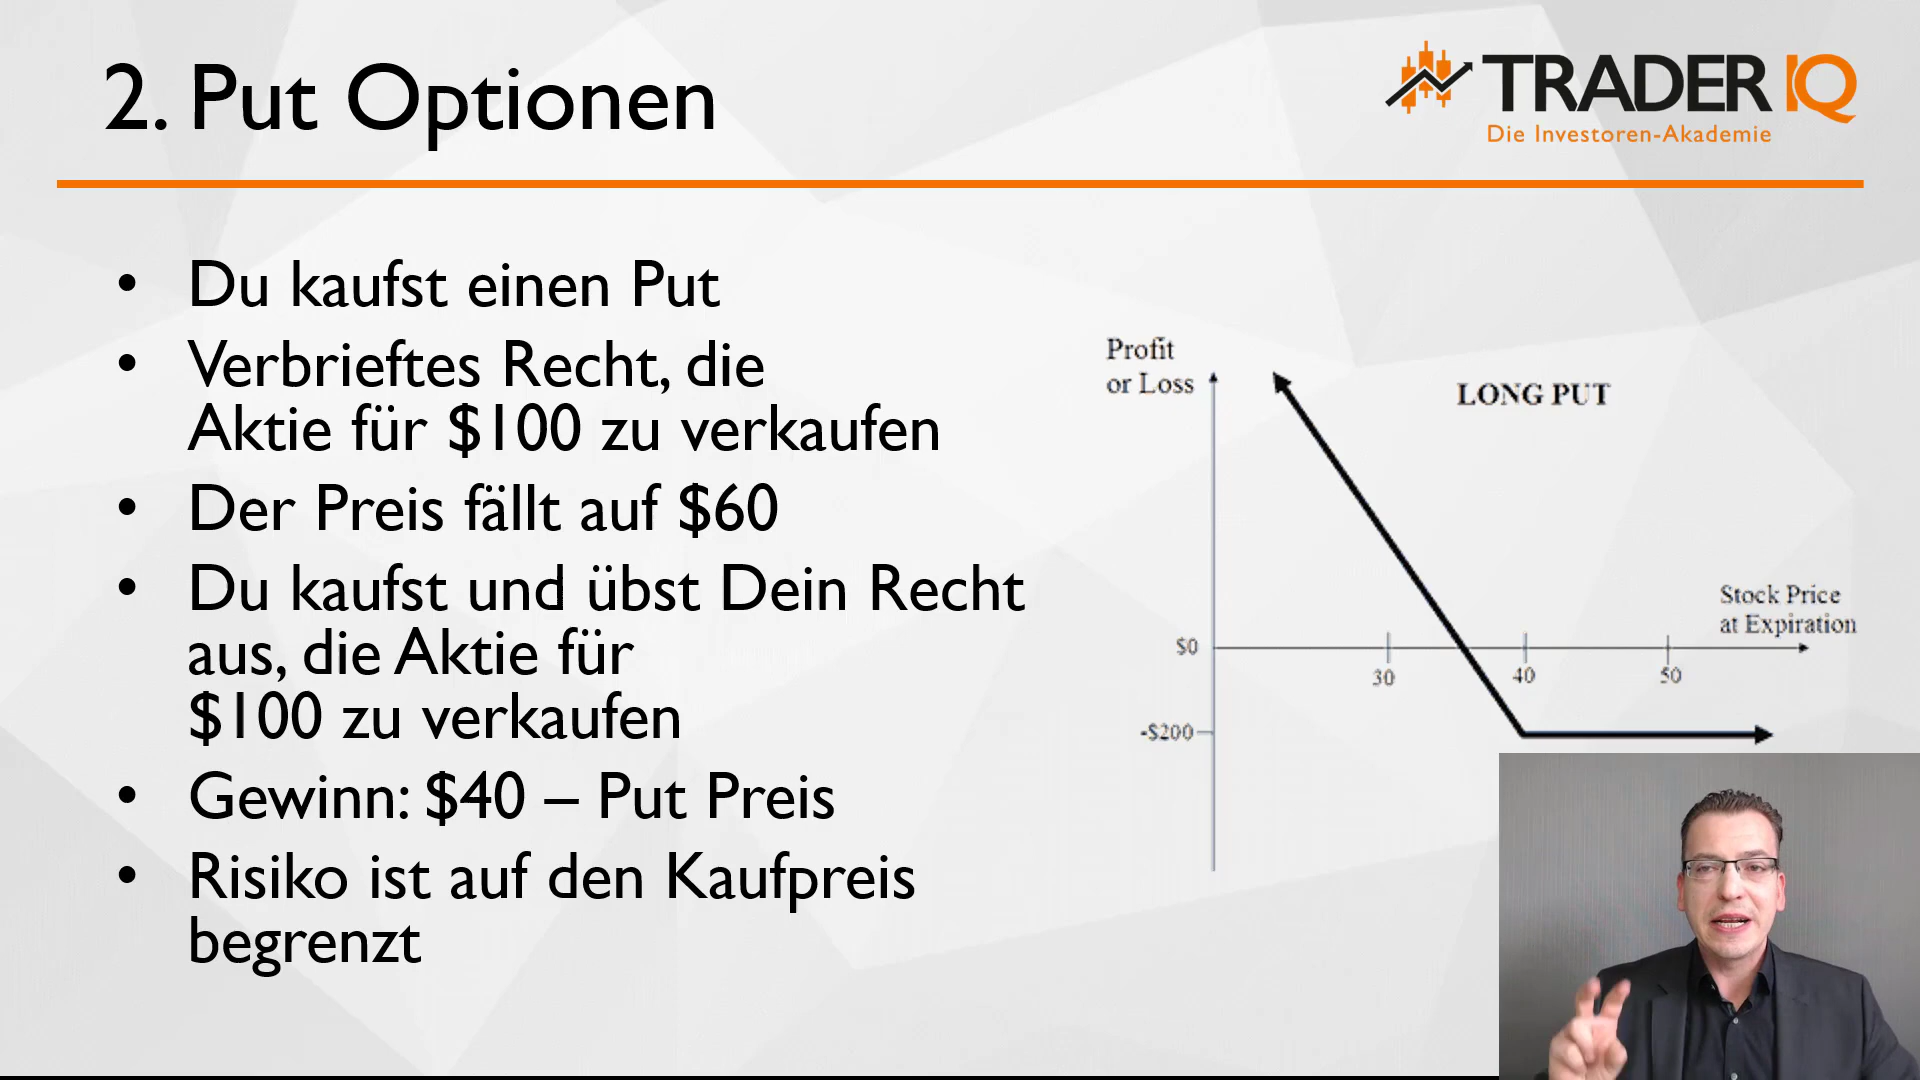 2. Put Optionen
TRADER IQ
Die Investoren-Akademie
• Du kaufst einen Put
• Verbrieftes Recht, die
Aktie für $100 zu verkaufen
• Der Preis fällt auf $60
• Du kaufst und übst Dein Recht
aus, die Aktie für
$100 zu verkaufen
• Gewinn: $40 – Put Preis
• Risiko ist auf den Kaufpreis
begrenzt
Profit
or Loss
LONG PUT
Stock Price
at Expiration
$0
30
40
50
-$200